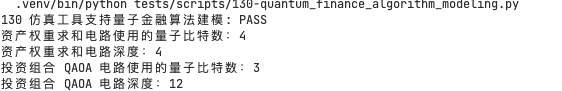 .venv/bin/python tests/scripts/130-quantum_finance_algorithm_modeling.py
130 仿真工具支持量子金融算法建模: PASS
资产权重求和电路使用的量子比特数: 4
资产权重求和电路深度: 4
投资组合 QAOA 电路使用的量子比特数: 3
投资组合 QAOA 电路深度: 12